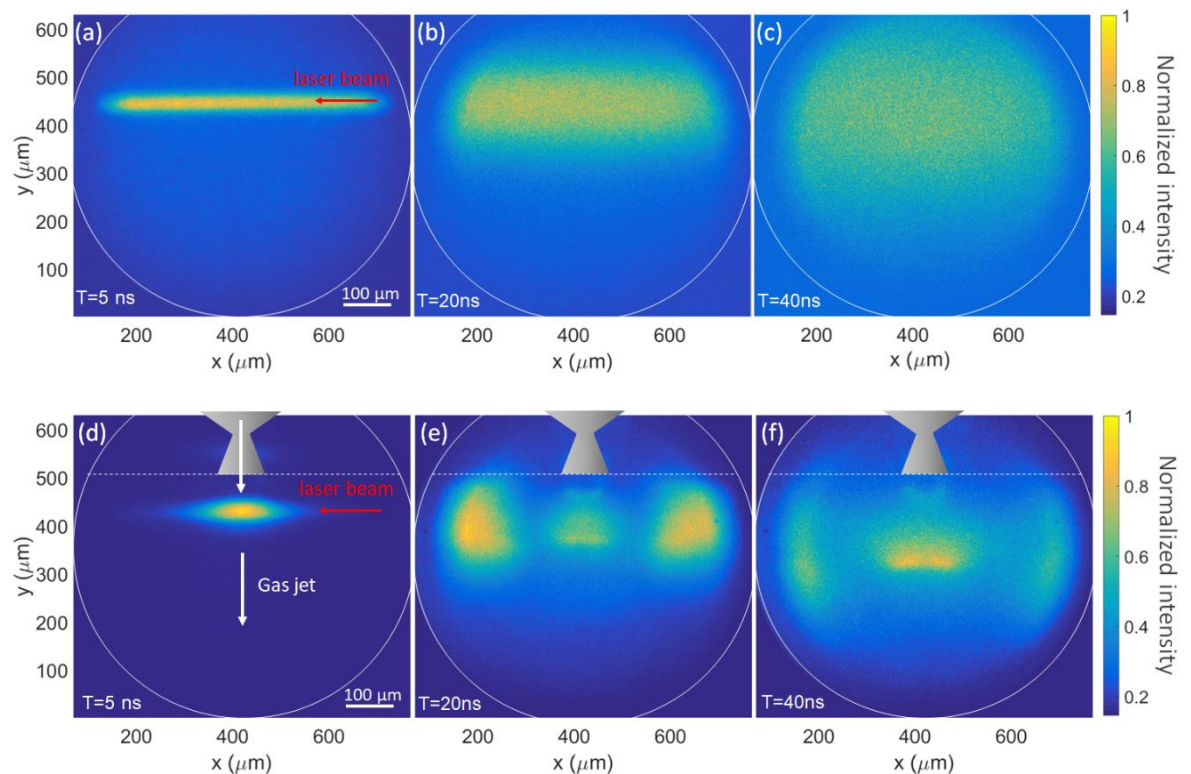 (a)
laser beam
T=5 ns
100 μm
(b)
T=20ns
(c)
T=40ns
600
500
400
300
200
100
y (μm)
200 400 600
x (μm)
200 400 600
x (μm)
200 400 600
x (μm)
1
0.8
0.6
0.4
0.2
Normalized intensity
(d)
laser beam
Gas jet
T=5 ns
100 μm
(e)
T=20ns
(f)
T=40ns
600
500
400
300
200
100
y (μm)
200 400 600
x (μm)
200 400 600
x (μm)
200 400 600
x (μm)
1
0.8
0.6
0.4
0.2
Normalized intensity